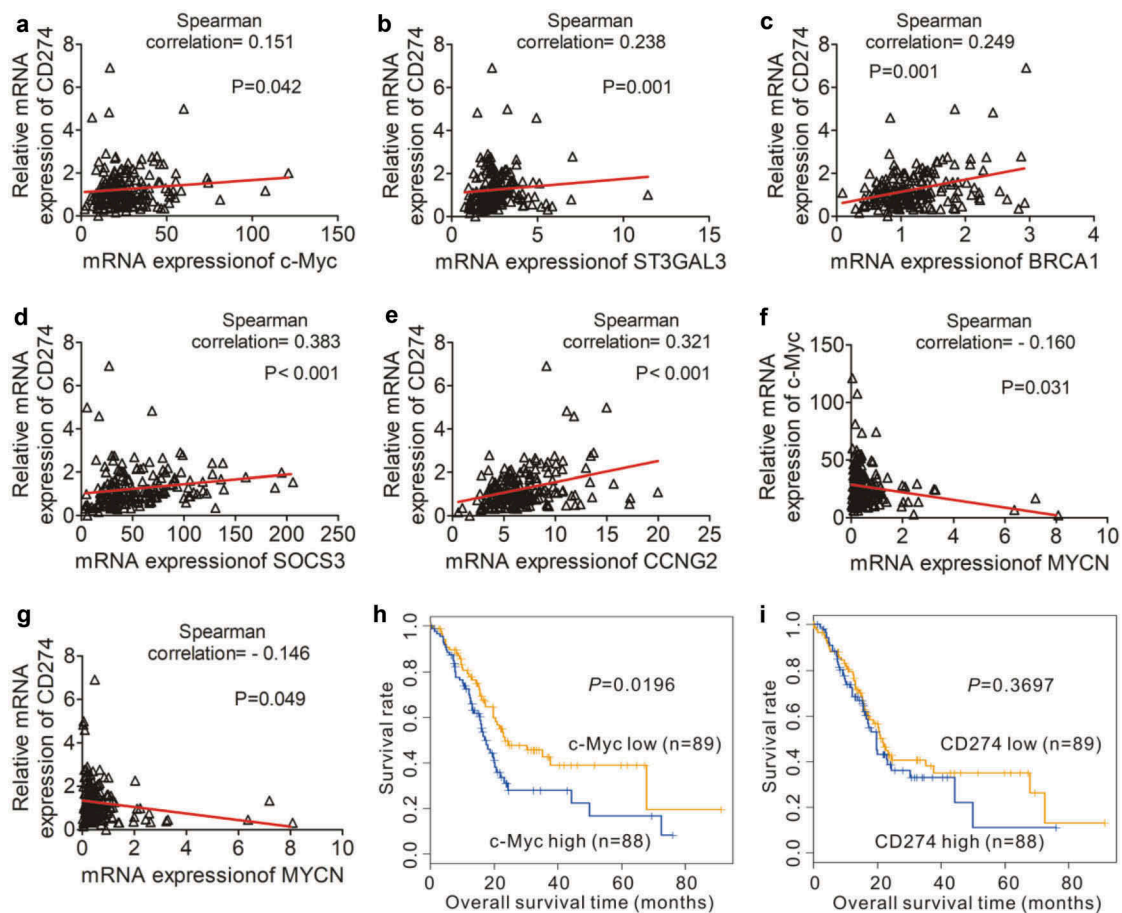 a
Spearman
correlation= 0.151
P=0.042
Relative mRNA
expression of CD274
8
6
4
2
0
0 50 100 150
mRNA expressionof c-Myc
b
Spearman
correlation= 0.238
P=0.001
Relative mRNA
expression of CD274
8
6
4
2
0
0 5 10 15
mRNA expressionof ST3GAL3
c
Spearman
correlation= 0.249
P=0.001
Relative mRNA
expression of CD274
8
6
4
2
0
0 1 2 3 4
mRNA expressionof BRCA1
d
Spearman
correlation= 0.383
P< 0.001
Relative mRNA
expression of CD274
8
6
4
2
0
0 50 100 150 200 250
mRNA expressionof SOCS3
e
Spearman
correlation= 0.321
P< 0.001
Relative mRNA
expression of CD274
8
6
4
2
0
0 5 10 15 20 25
mRNA expressionof CCNG2
f
Spearman
correlation= - 0.160
P=0.031
Relative mRNA
expression of c-Myc
150
100
50
0
0 2 4 6 8 10
mRNA expressionof MYCN
g
Spearman
correlation= - 0.146
P=0.049
Relative mRNA
expression of CD274
8
6
4
2
0
0 2 4 6 8 10
mRNA expressionof MYCN
h
P=0.0196
c-Myc low (n=89)
c-Myc high (n=88)
Survival rate
1.0
0.8
0.6
0.4
0.2
0.0
0 20 40 60 80
Overall survival time (months)
i
P=0.3697
CD274 low (n=89)
CD274 high (n=88)
Survival rate
1.0
0.8
0.6
0.4
0.2
0.0
0 20 40 60 80
Overall survival time (months)